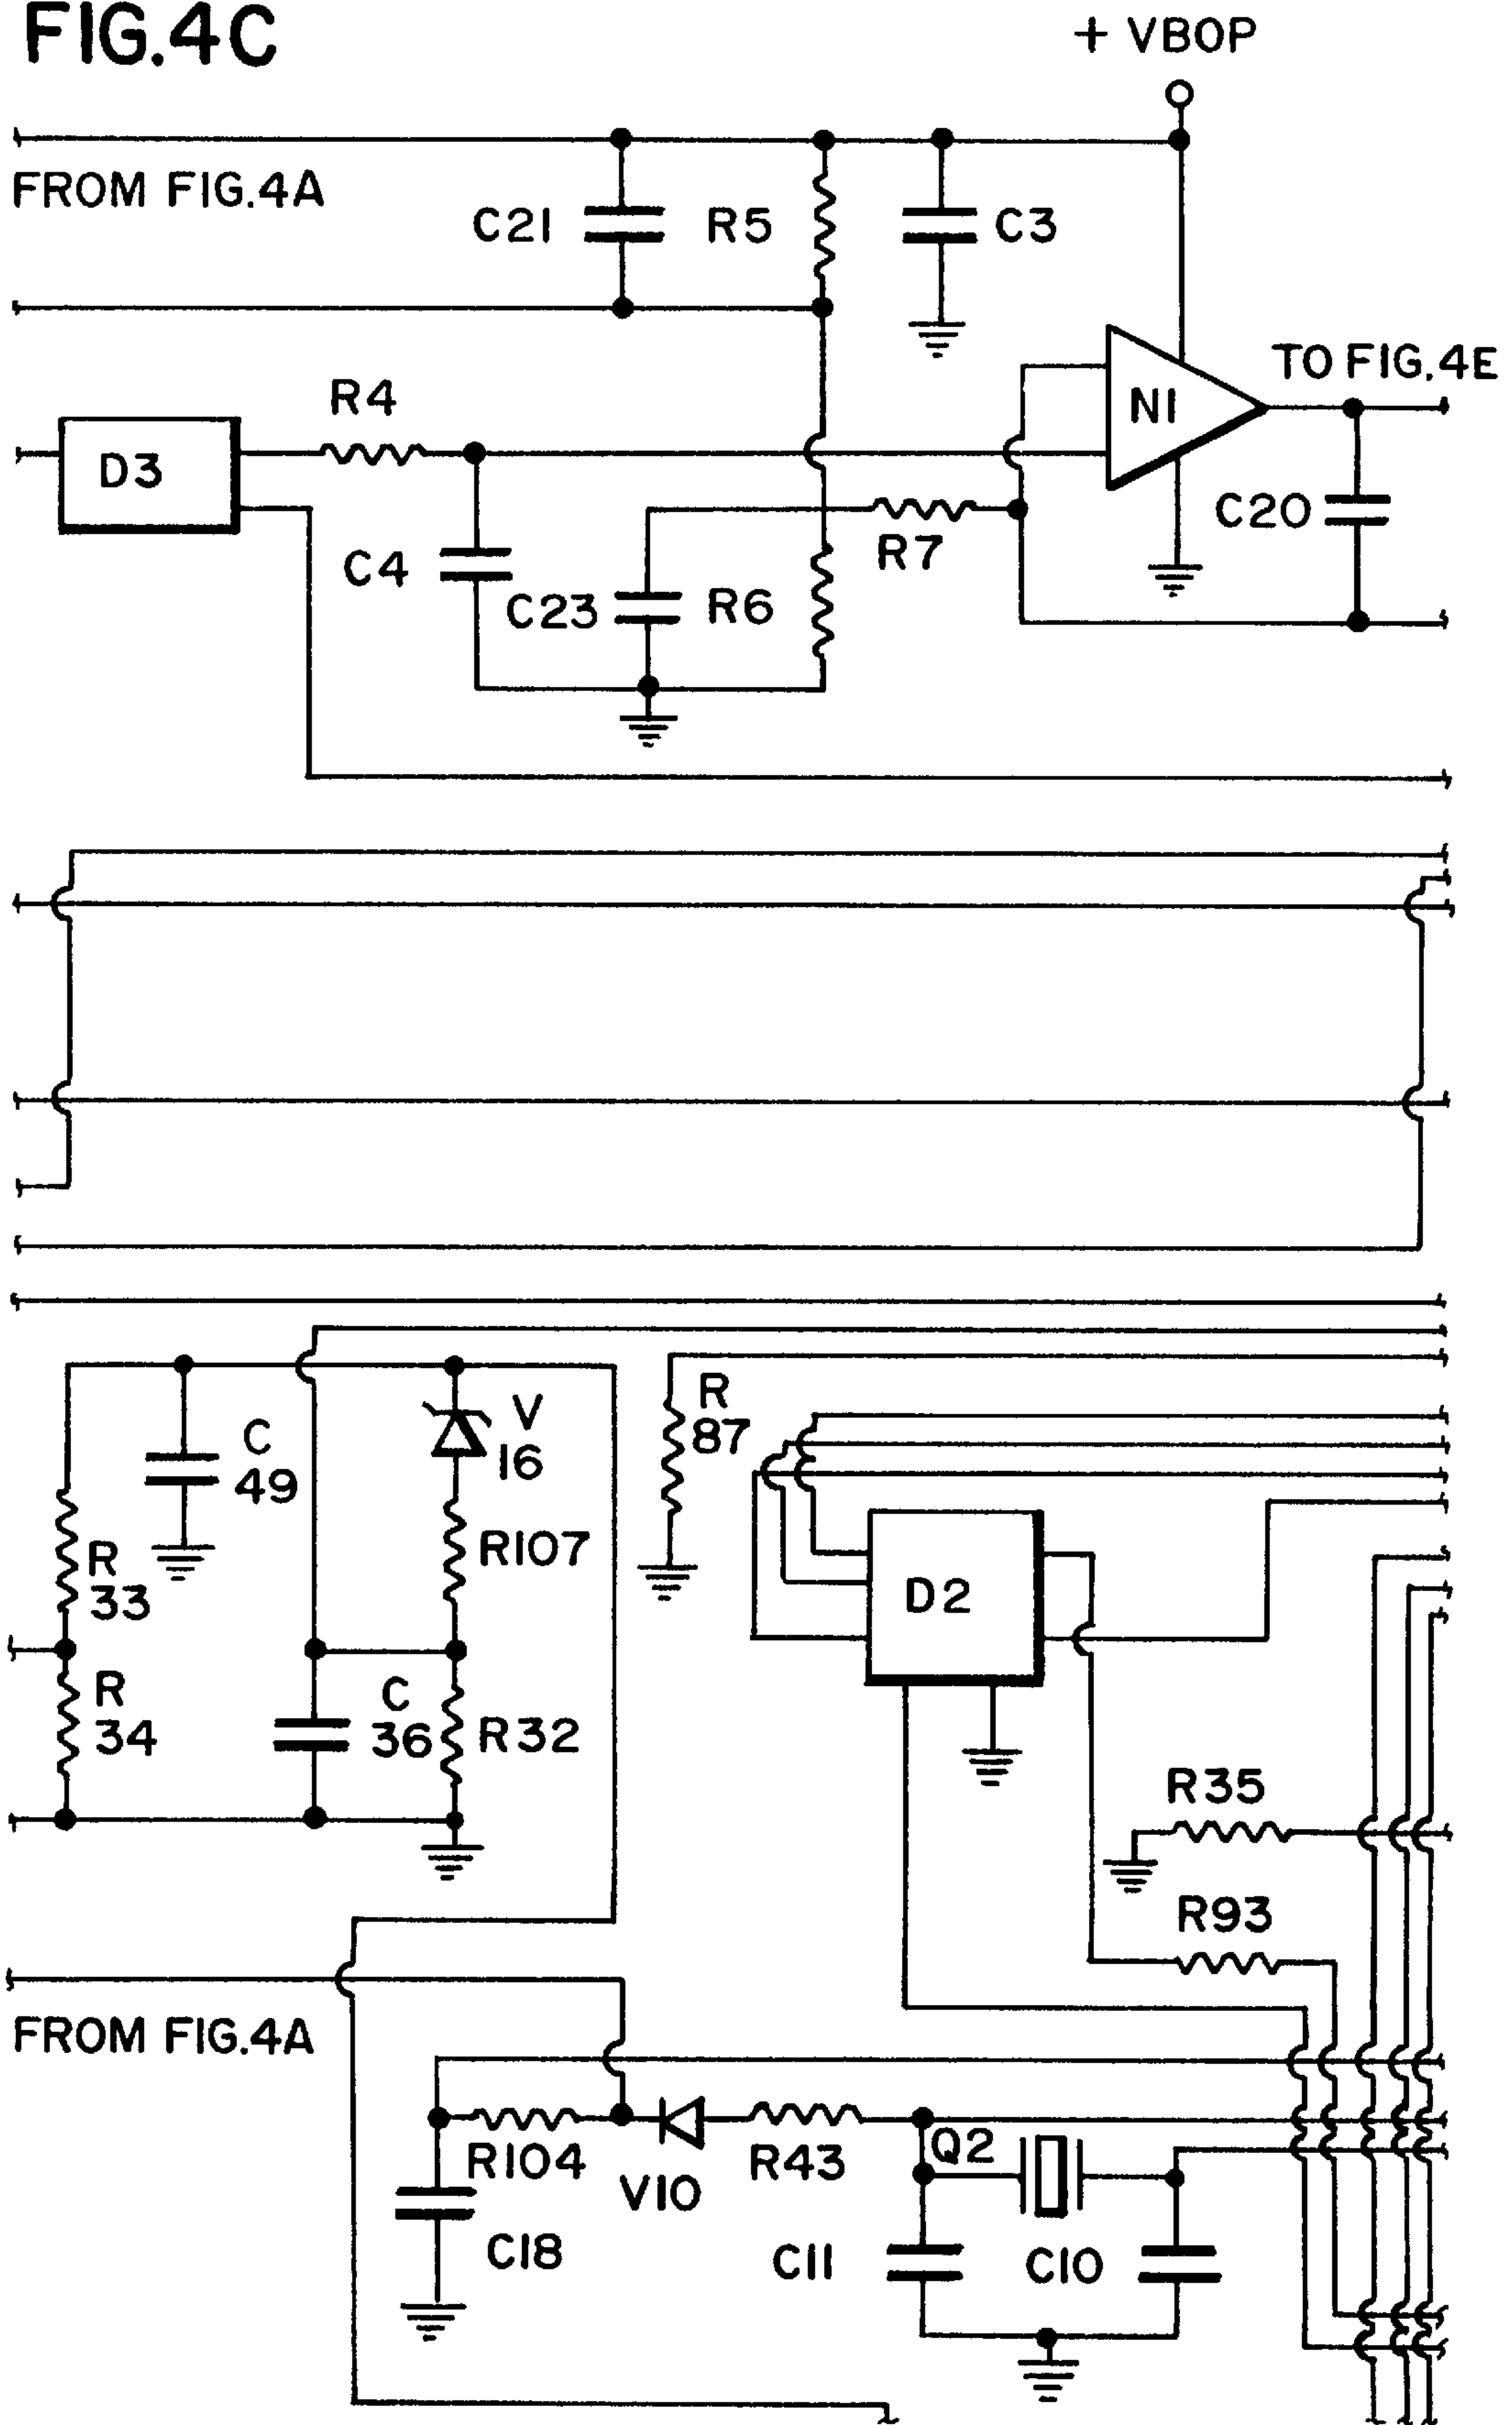 FIG.4C
+ VBOP
FROM FIG.4A
C21
R5
C3
TO FIG.4E
N1
R4
D3
C20
R7
C4
C23
R6
R
87
V
16
C
49
R107
R
33
D2
R
34
C
36
R32
R35
R93
FROM FIG.4A
R104
V10
R43
Q2
C18
C11
C10